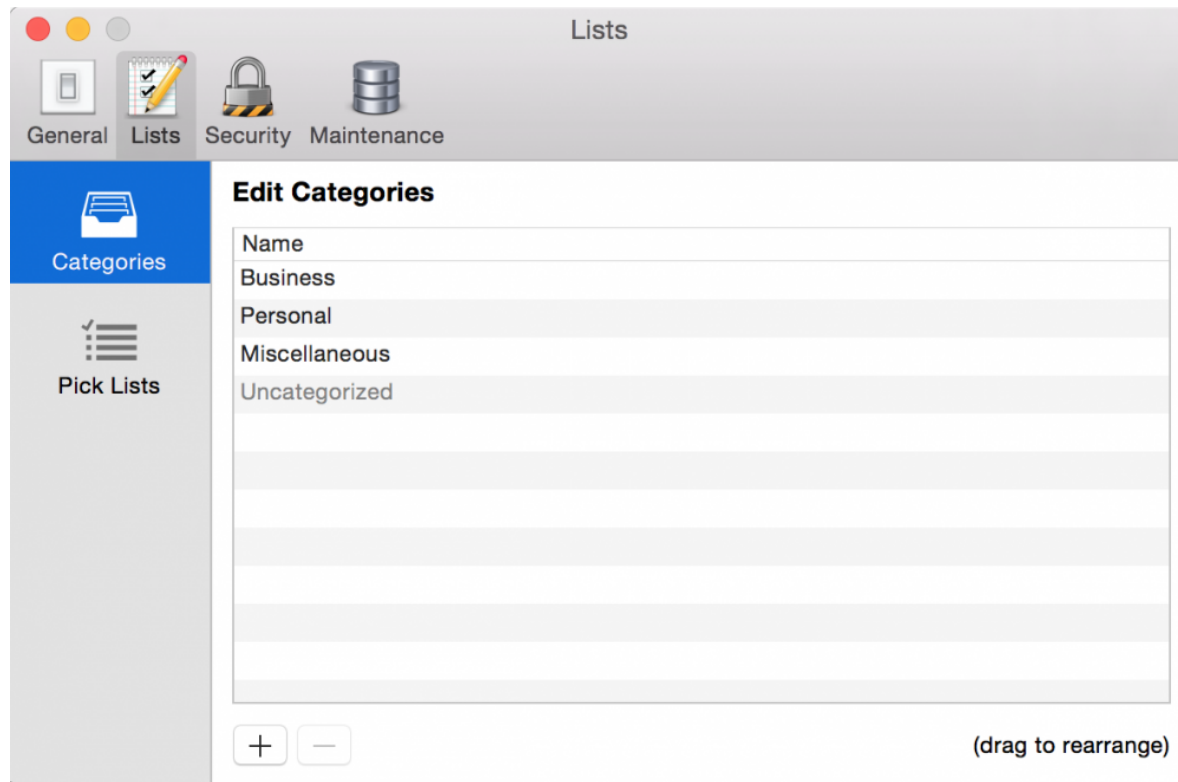 Lists
General Lists Security Maintenance
Categories
Pick Lists
Edit Categories
Name
Business
Personal
Miscellaneous
Uncategorized
(drag to rearrange)